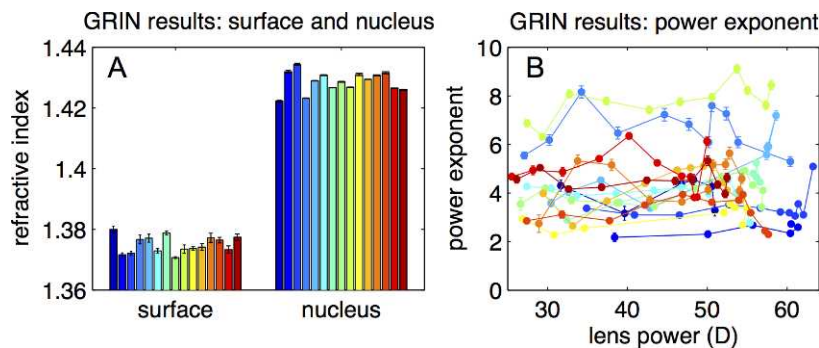 GRIN results: surface and nucleus
A
refractive index
1.44
1.42
1.4
1.38
1.36
surface nucleus
GRIN results: power exponent
B
power exponent
10
8
6
4
2
0
30 40 50 60
lens power (D)